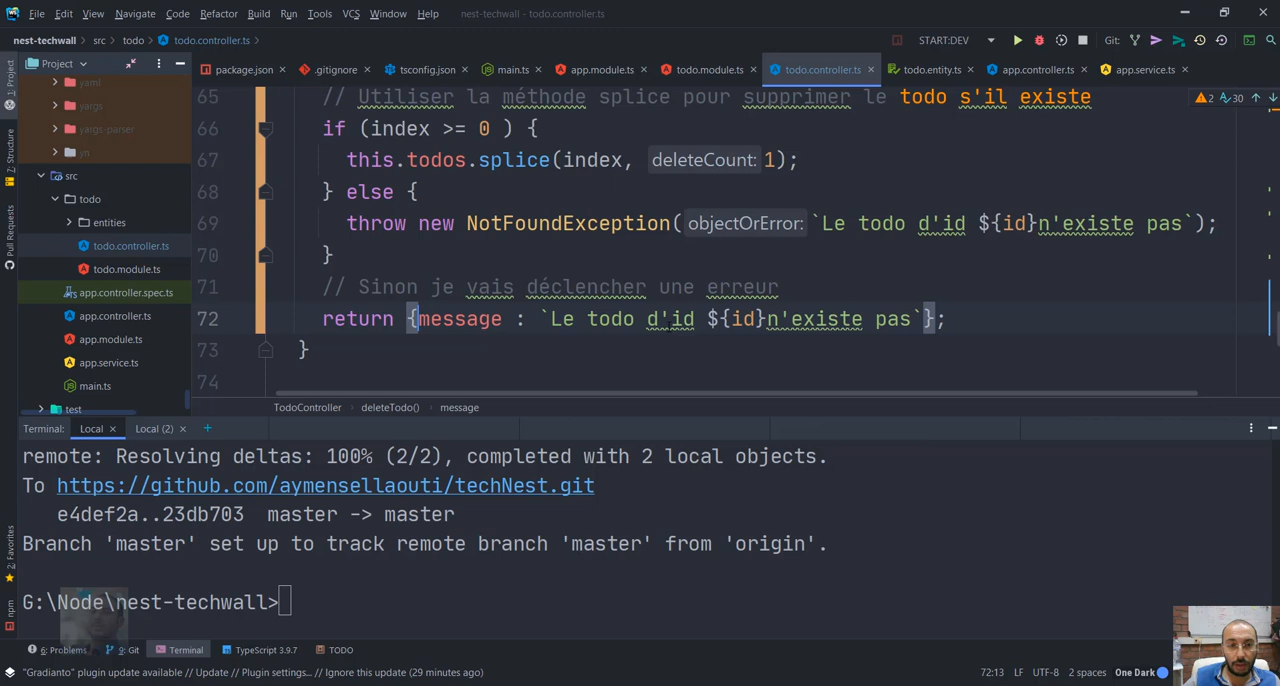 File Edit View Navigate Code Refactor Build Run Tools VCS Window Help nest-techwall - todo.controller.ts
nest-techwall src todo todo.controller.ts START:DEV Git:
Project package.json .gitignore tsconfig.json main.ts app.module.ts todo.module.ts todo.controller.ts todo.entity.ts app.controller.ts app.service.ts
1: Project
Z: Structure
Pull Requests
2: Favorites
npm
yaml
yargs
yargs-parser
yn
src
todo
entities
todo.controller.ts
todo.module.ts
app.controller.spec.ts
app.controller.ts
app.module.ts
app.service.ts
main.ts
test
2 30
65 // Utiliser la méthode splice pour supprimer le todo s'il existe
66 if (index >= 0 ) {
67 this.todos.splice(index, deleteCount: 1);
68 } else {
69 throw new NotFoundException( objectOrError: `Le todo d'id ${id}n'existe pas`);
70 }
71 // Sinon je vais déclencher une erreur
72 return {message : `Le todo d'id ${id}n'existe pas`};
73 }
74
TodoController deleteTodo() message
Terminal: Local Local (2) +
remote: Resolving deltas: 100% (2/2), completed with 2 local objects.
To https://github.com/aymensellaouti/techNest.git
e4def2a..23db703 master -> master
Branch 'master' set up to track remote branch 'master' from 'origin'.
G:\Node\nest-techwall>
6: Problems 9: Git Terminal TypeScript 3.9.7 TODO
"Gradianto" plugin update available // Update // Plugin settings... // Ignore this update (29 minutes ago) 72:13 LF UTF-8 2 spaces One Dark